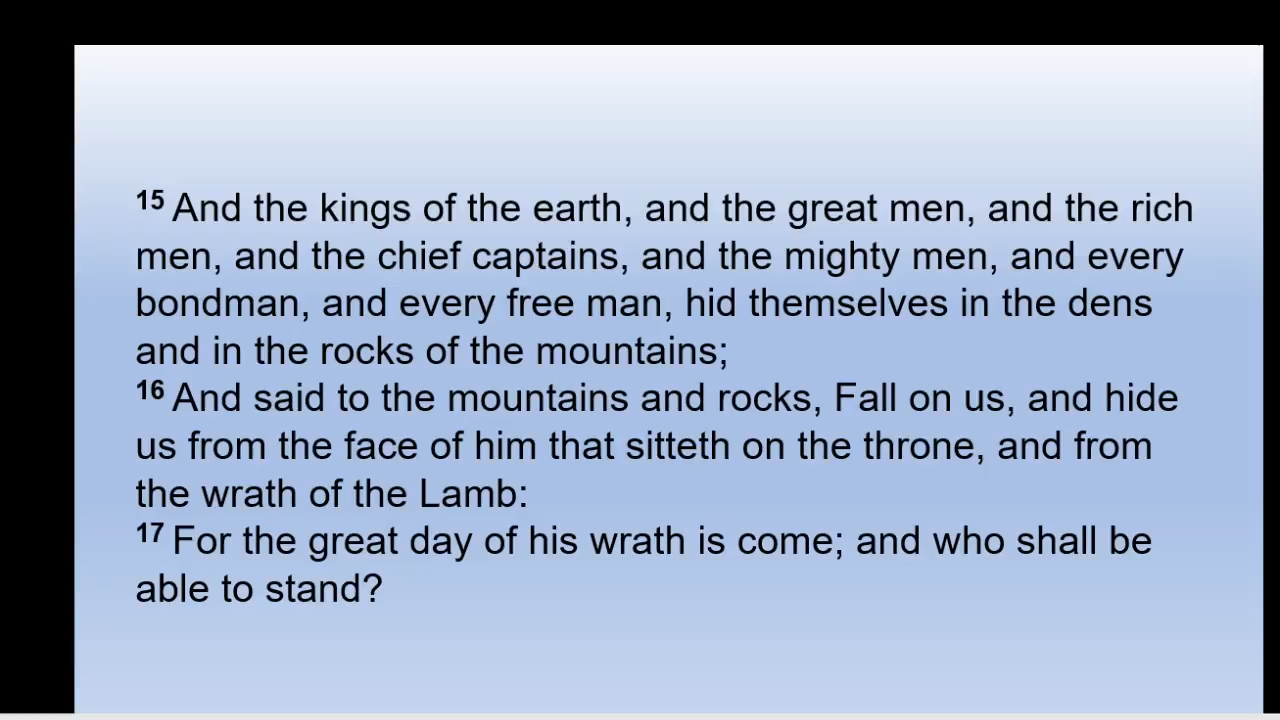 15 And the kings of the earth, and the great men, and the rich
men, and the chief captains, and the mighty men, and every
bondman, and every free man, hid themselves in the dens
and in the rocks of the mountains;
16 And said to the mountains and rocks, Fall on us, and hide
us from the face of him that sitteth on the throne, and from
the wrath of the Lamb:
17 For the great day of his wrath is come; and who shall be
able to stand?